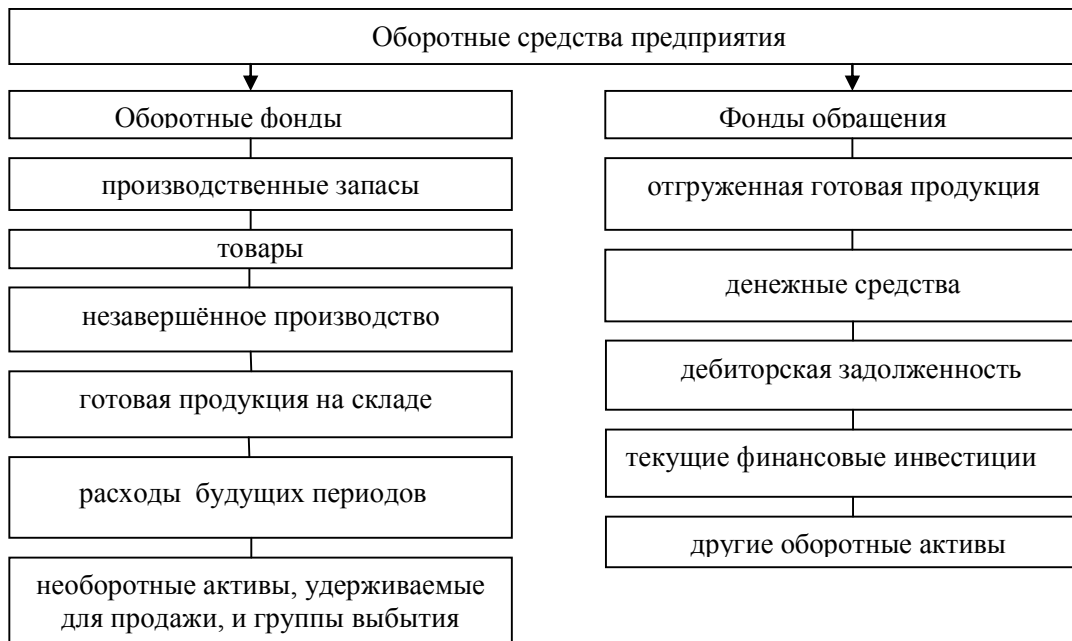 Оборотные средства предприятия
Оборотные фонды
производственные запасы
товары
незавершённое производство
готовая продукция на складе
расходы будущих периодов
необоротные активы, удерживаемые
для продажи, и группы выбытия
Фонды обращения
отгруженная готовая продукция
денежные средства
дебиторская задолженность
текущие финансовые инвестиции
другие оборотные активы